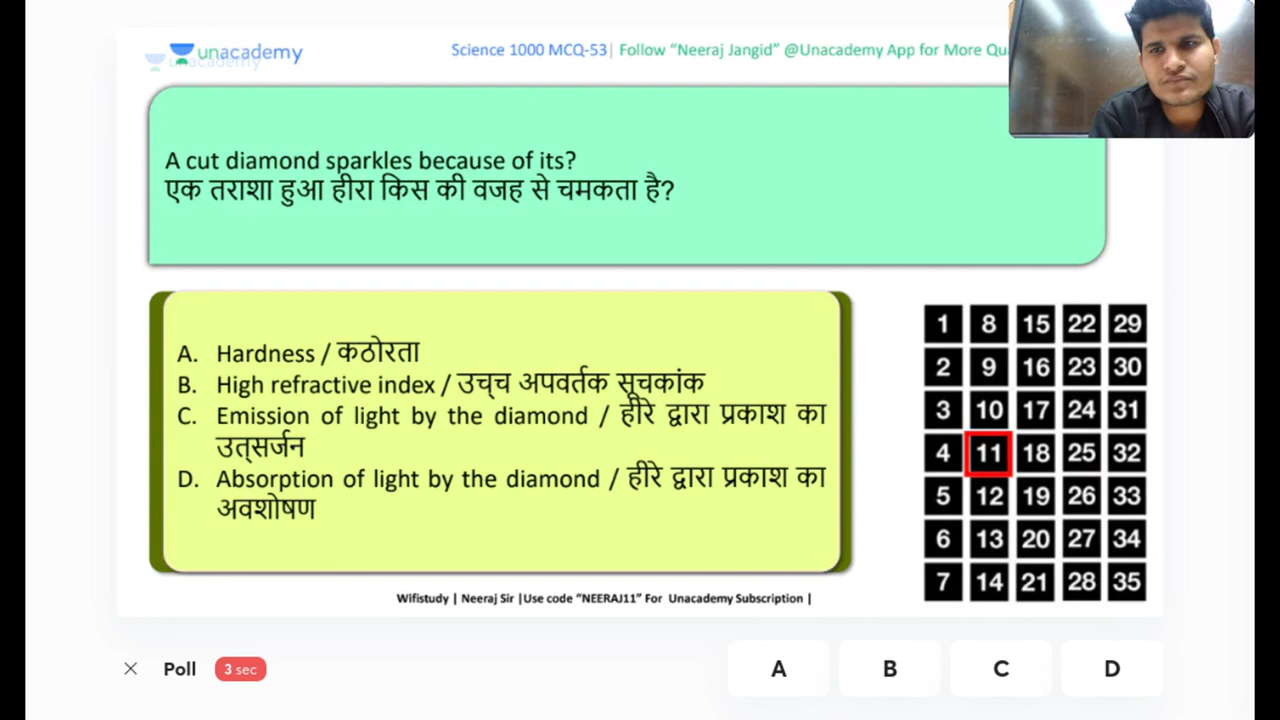 unacademy
Science 1000 MCQ-53| Follow “Neeraj Jangid” @Unacademy App for More
A cut diamond sparkles because of its?
एक तराशा हुआ हीरा किस की वजह से चमकता है?
A. Hardness / कठोरता
B. High refractive index / उच्च अपवर्तक सूचकांक
C. Emission of light by the diamond / हीरे द्वारा प्रकाश का
उत्सर्जन
D. Absorption of light by the diamond / हीरे द्वारा प्रकाश का
अवशोषण
1 8 15 22 29
2 9 16 23 30
3 10 17 24 31
4 11 18 25 32
5 12 19 26 33
6 13 20 27 34
7 14 21 28 35
Wifistudy | Neeraj Sir |Use code “NEERAJ11” For Unacademy Subscription |
Poll 3 sec A B C D